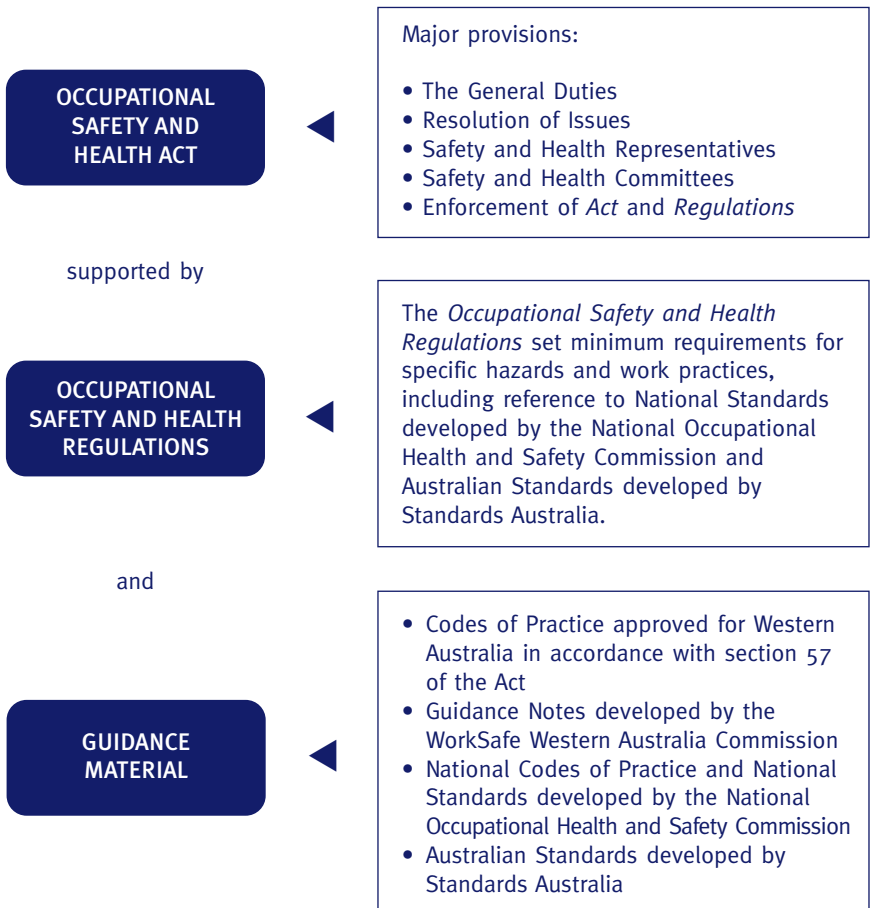 OCCUPATIONAL
SAFETY AND
HEALTH ACT
Major provisions:
• The General Duties
• Resolution of Issues
• Safety and Health Representatives
• Safety and Health Committees
• Enforcement of Act and Regulations
supported by
OCCUPATIONAL
SAFETY AND HEALTH
REGULATIONS
The Occupational Safety and Health
Regulations set minimum requirements for
specific hazards and work practices,
including reference to National Standards
developed by the National Occupational
Health and Safety Commission and
Australian Standards developed by
Standards Australia.
and
GUIDANCE
MATERIAL
• Codes of Practice approved for Western
Australia in accordance with section 57
of the Act
• Guidance Notes developed by the
WorkSafe Western Australia Commission
• National Codes of Practice and National
Standards developed by the National
Occupational Health and Safety Commission
• Australian Standards developed by
Standards Australia